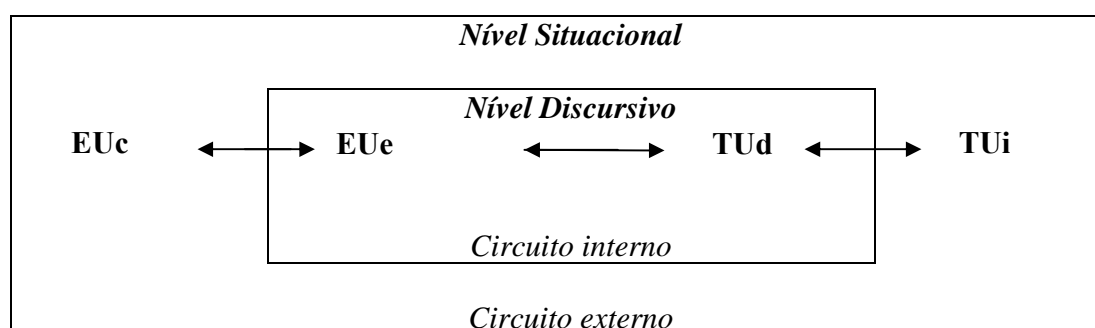 Nível Situacional
Nível Discursivo
EUc EUe TUd TUi
Circuito interno
Circuito externo